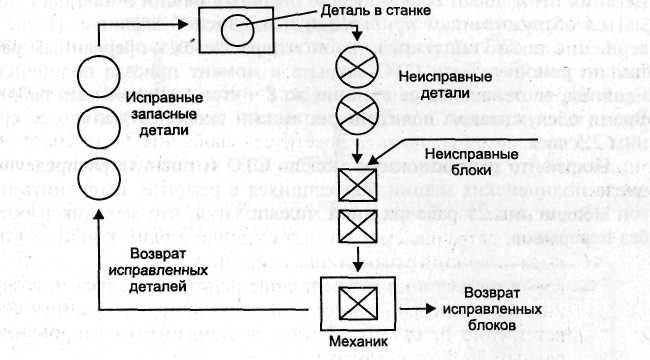 Деталь в станке
Неисправные
детали
Исправные
запасные
детали
Неисправные
блоки
Возврат
исправленных
деталей
Возврат
исправленных
блоков
Механик